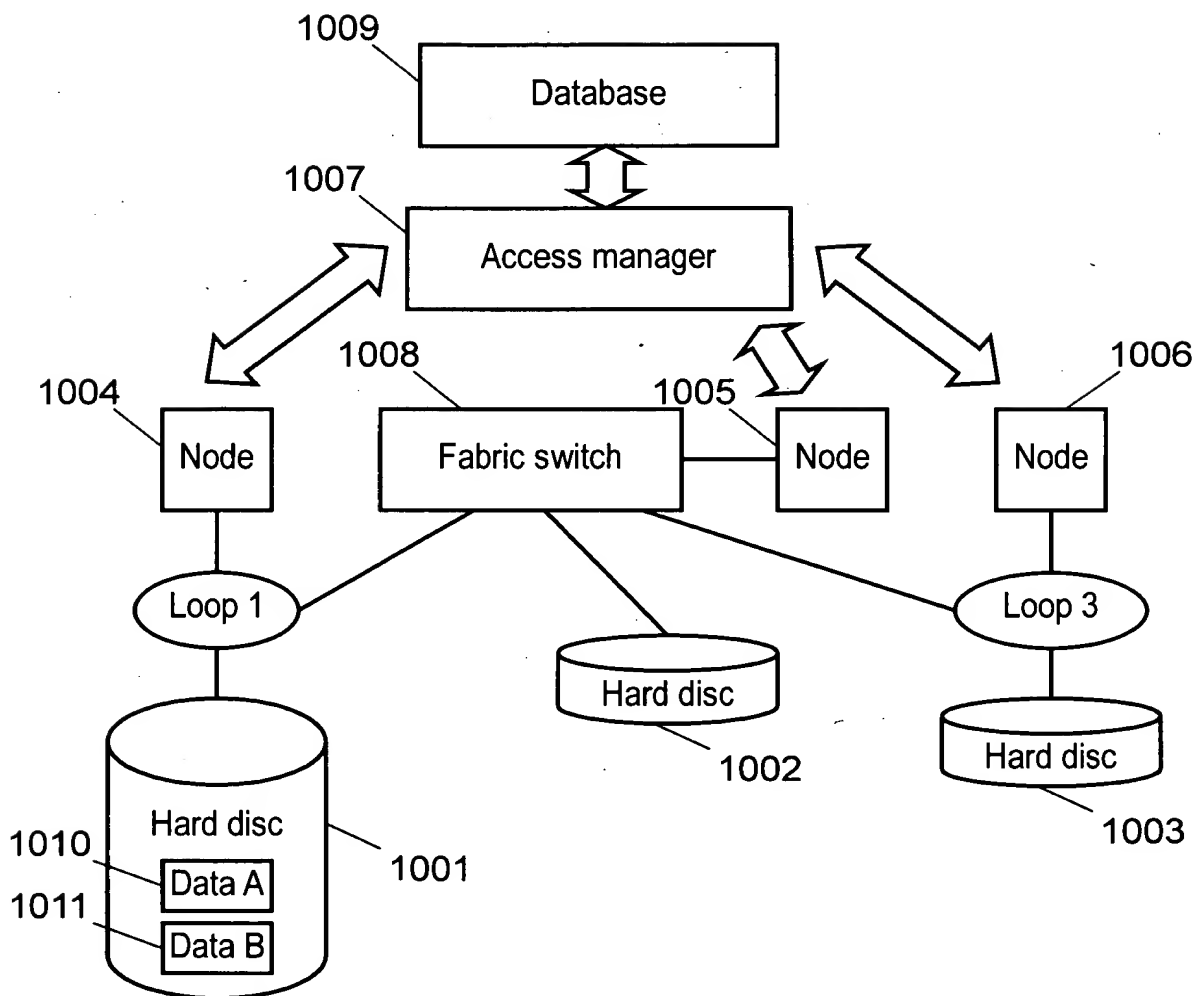 1009
Database
1007
Access manager
1008
1006
1004
1005
Node
Fabric switch
Node
Node
Loop 1
Loop 3
Hard disc
Hard disc
1002
Hard disc
1003
1010
1001
Data A
1011
Data B